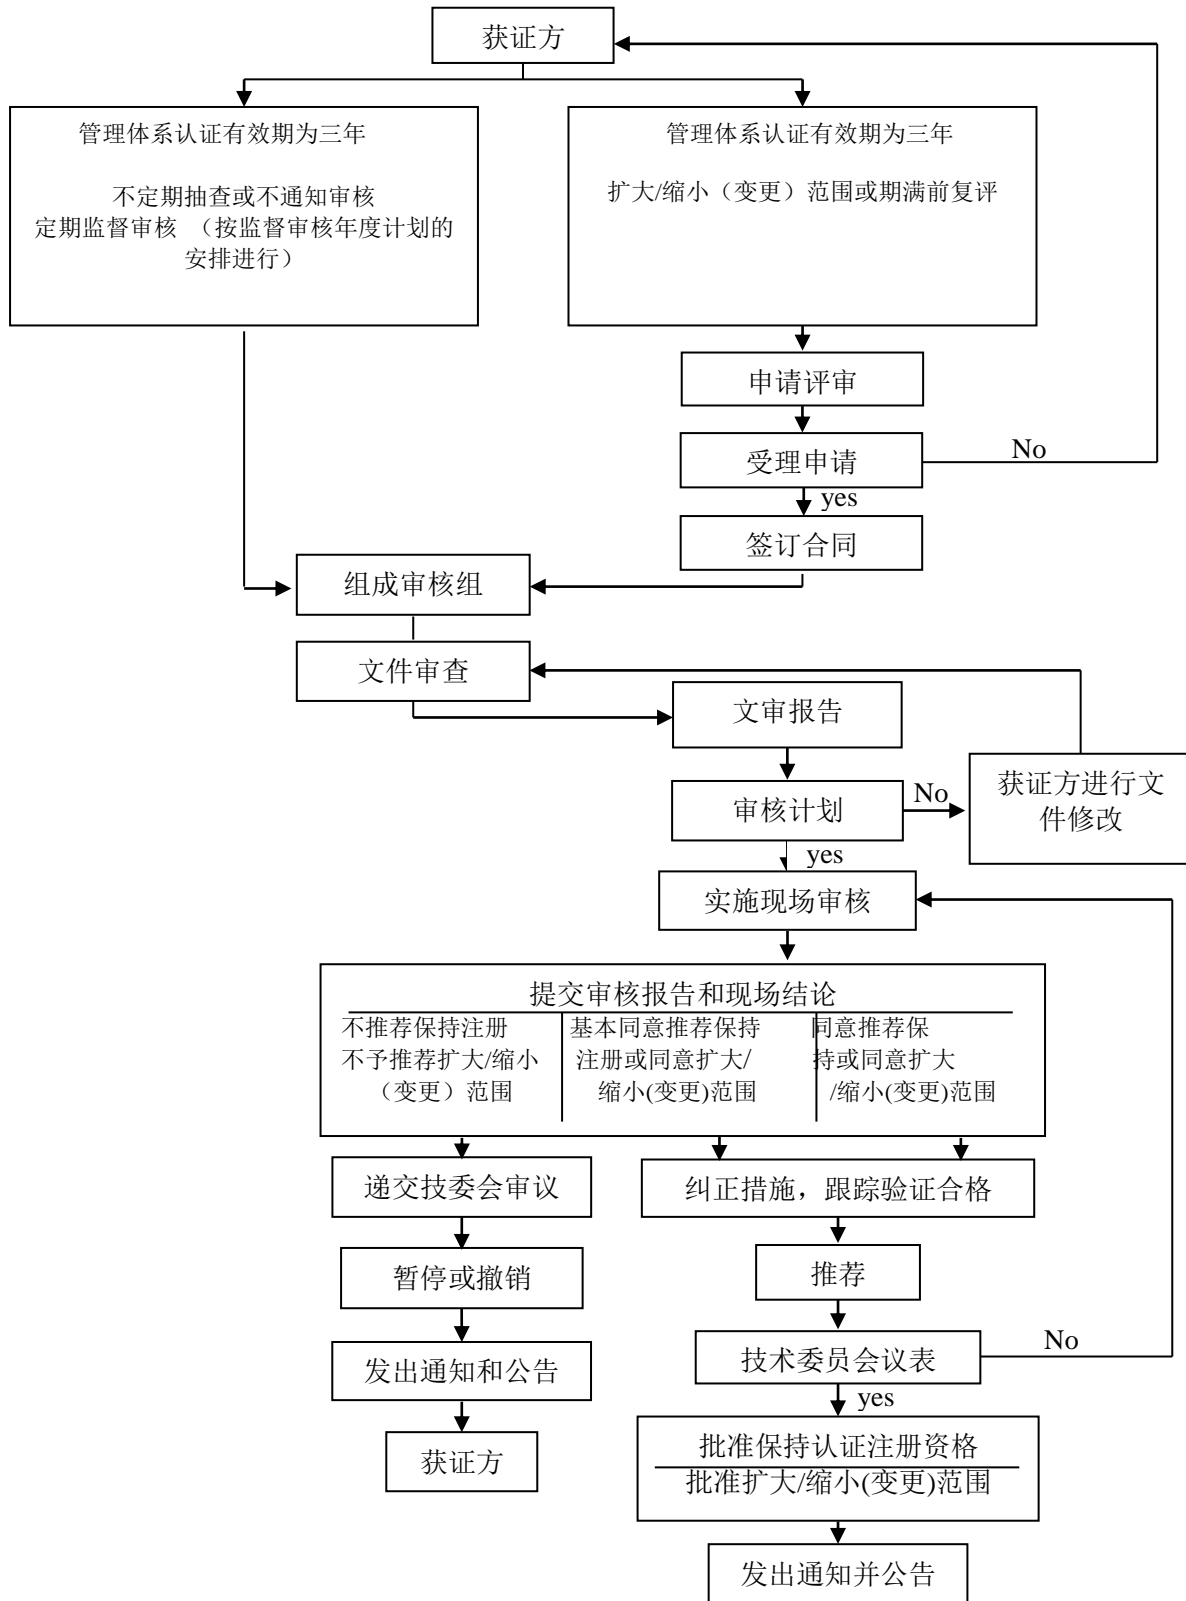 获证方
管理体系认证有效期为三年
不定期抽查或不通知审核
定期监督审核 （按监督审核年度计划的
安排进行）
管理体系认证有效期为三年
扩大/缩小（变更）范围或期满前复评
申请评审
受理申请
No
yes
签订合同
组成审核组
文件审查
文审报告
审核计划
No
获证方进行文
件修改
yes
实施现场审核
提交审核报告和现场结论
不推荐保持注册
不予推荐扩大/缩小
（变更）范围
基本同意推荐保持
注册或同意扩大/
缩小(变更)范围
同意推荐保
持或同意扩大
/缩小(变更)范围
递交技委会审议
暂停或撤销
发出通知和公告
获证方
纠正措施，跟踪验证合格
推荐
技术委员会议表
No
yes
批准保持认证注册资格
批准扩大/缩小(变更)范围
发出通知并公告